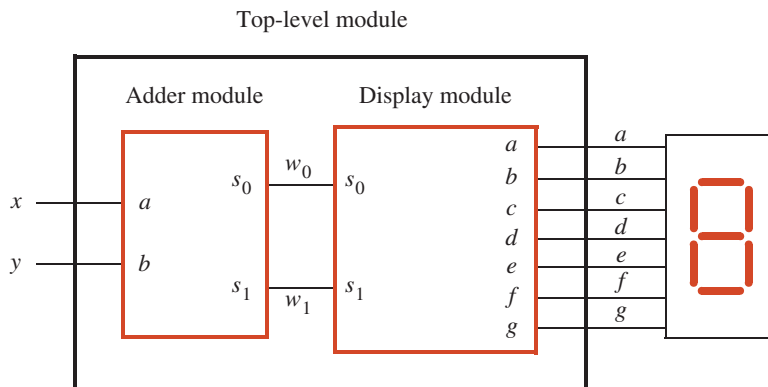 Top-level module
Adder module
Display module
x
y
a
b
s0
s1
w0
w1
s0
s1
a
b
c
d
e
f
g
a
b
c
d
e
f
g